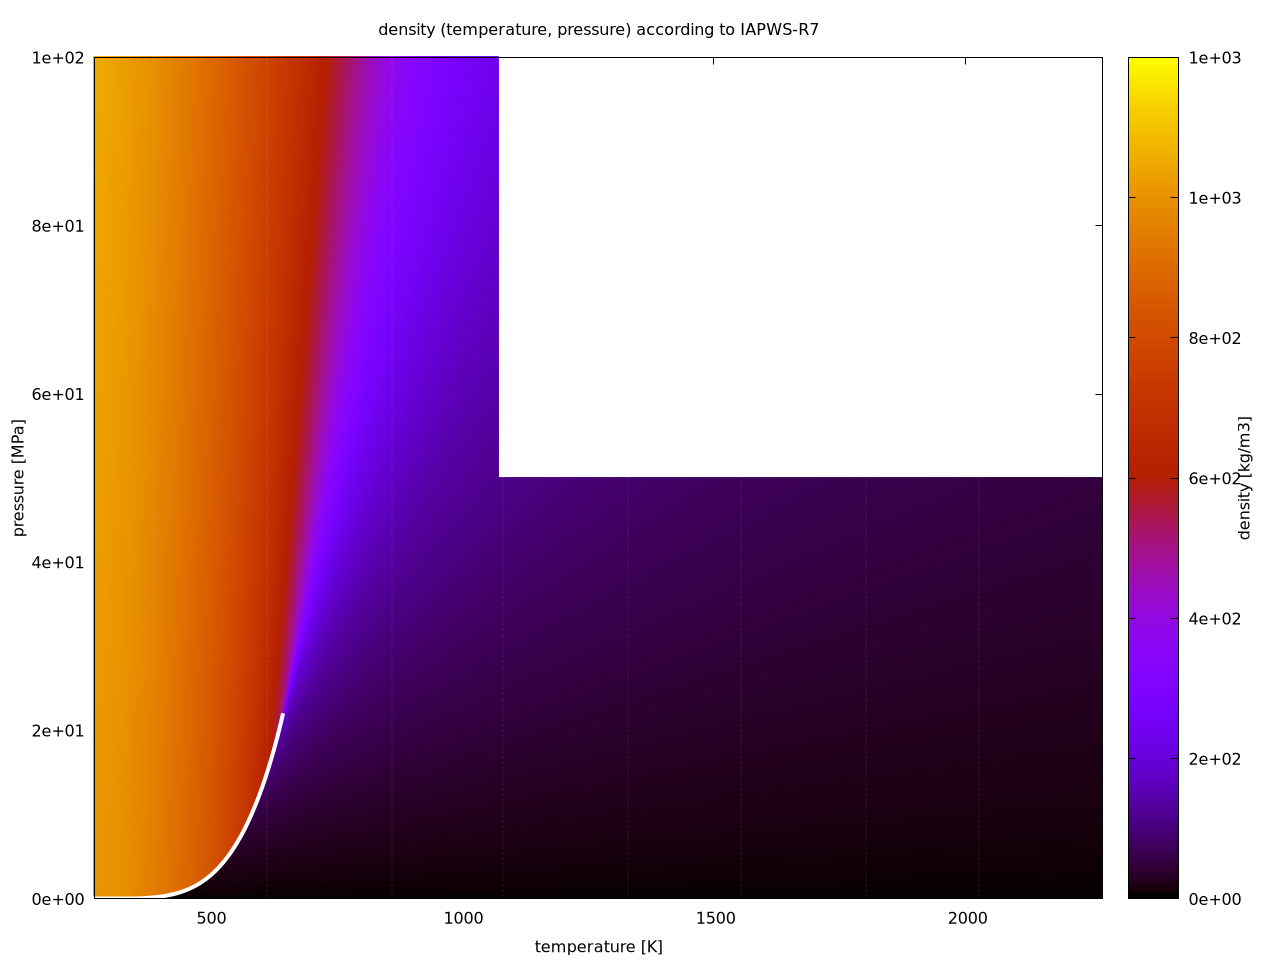 density (temperature, pressure) according to IAPWS-R7
1e+02
8e+01
6e+01
4e+01
2e+01
0e+00
pressure [MPa]
500
1000
1500
2000
temperature [K]
1e+03
1e+03
8e+02
6e+02
4e+02
2e+02
0e+00
density [kg/m3]